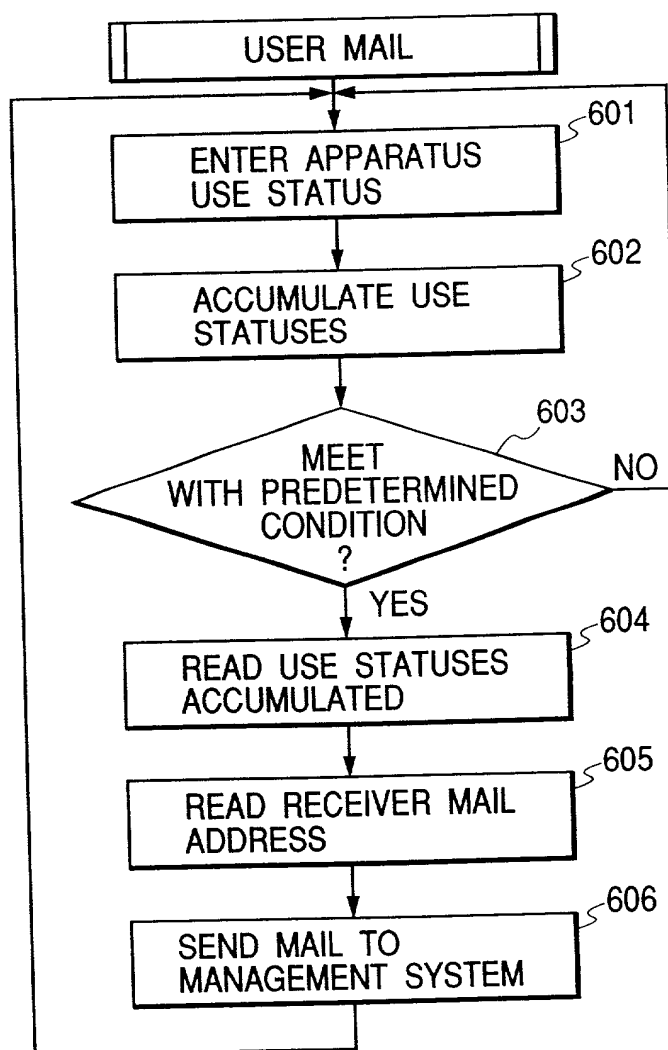 USER MAIL
601
ENTER APPARATUS
USE STATUS
602
ACCUMULATE USE
STATUSES
603
MEET
WITH PREDETERMINED
CONDITION
?
NO
YES
604
READ USE STATUSES
ACCUMULATED
605
READ RECEIVER MAIL
ADDRESS
606
SEND MAIL TO
MANAGEMENT SYSTEM